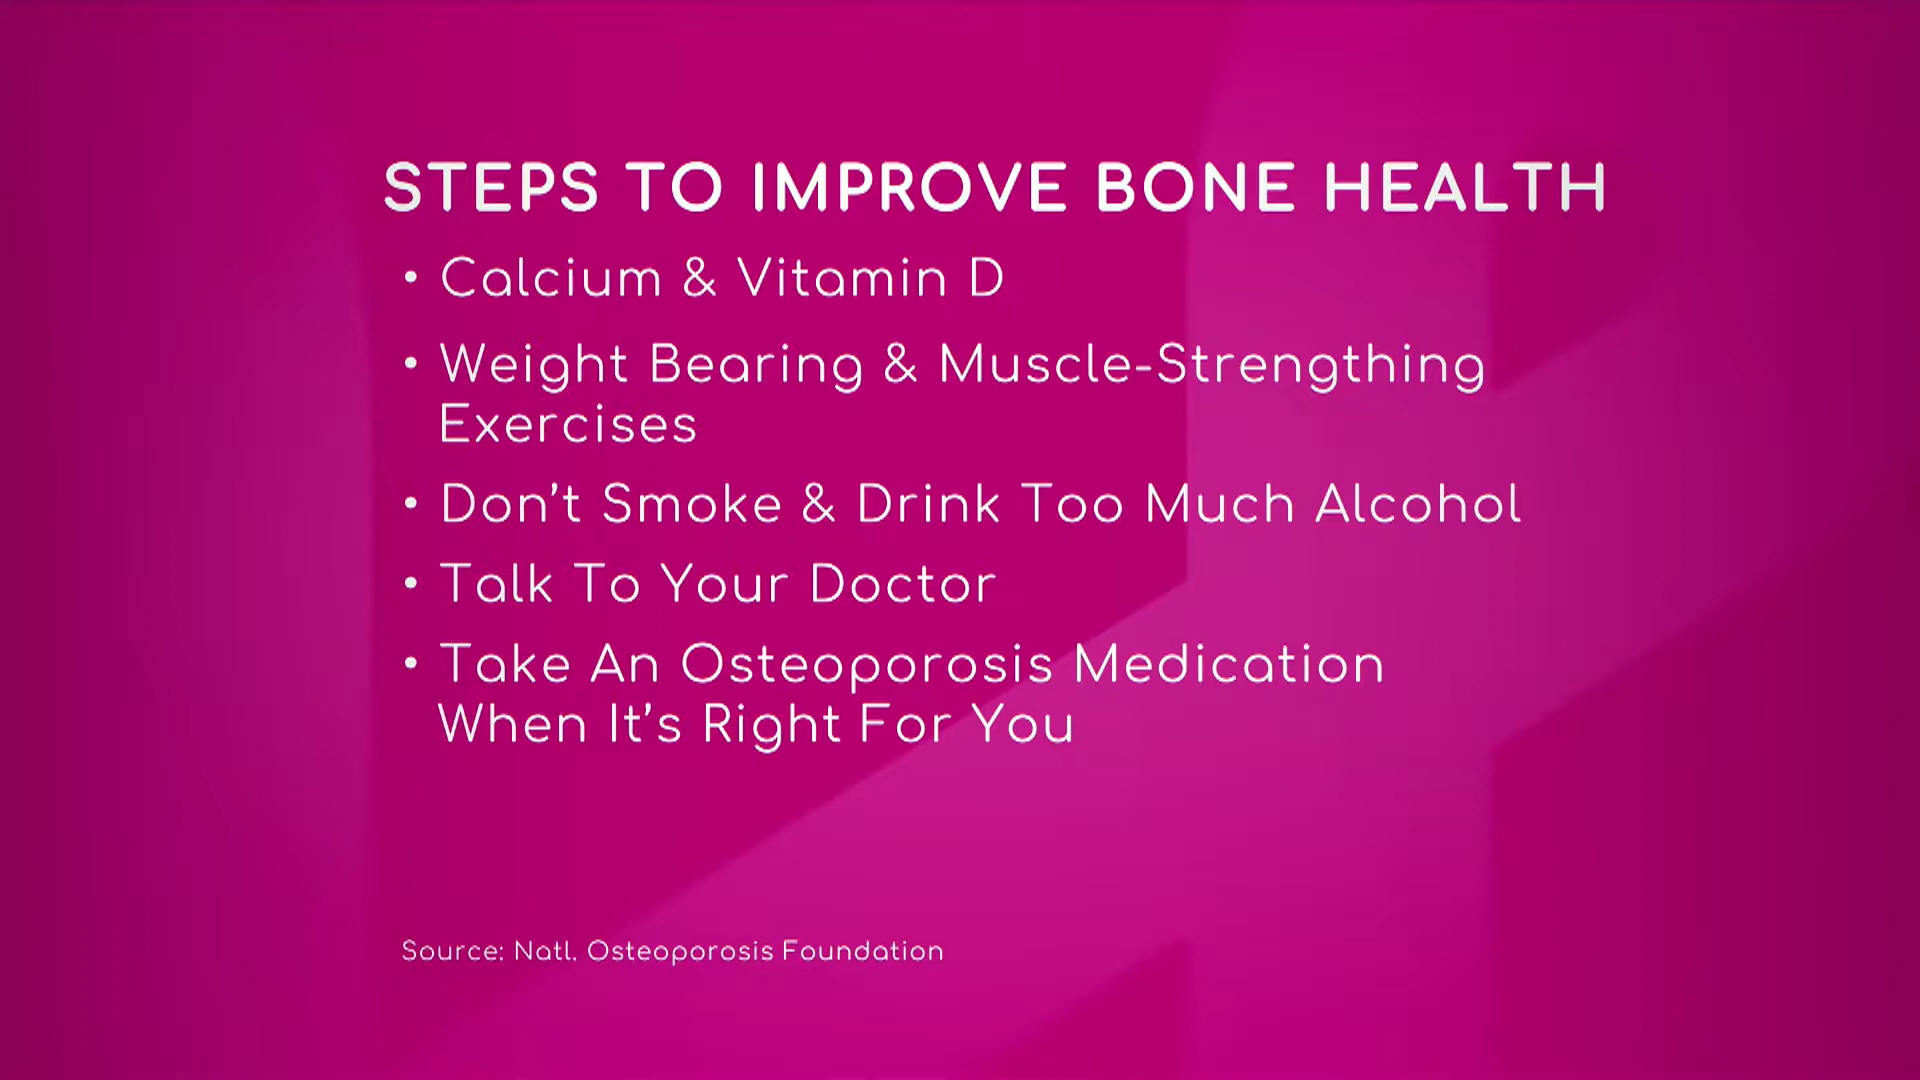 STEPS TO IMPROVE BONE HEALTH
• Calcium & Vitamin D
• Weight Bearing & Muscle-Strengthing
Exercises
• Don’t Smoke & Drink Too Much Alcohol
• Talk To Your Doctor
• Take An Osteoporosis Medication
When It’s Right For You
Source: Natl. Osteoporosis Foundation